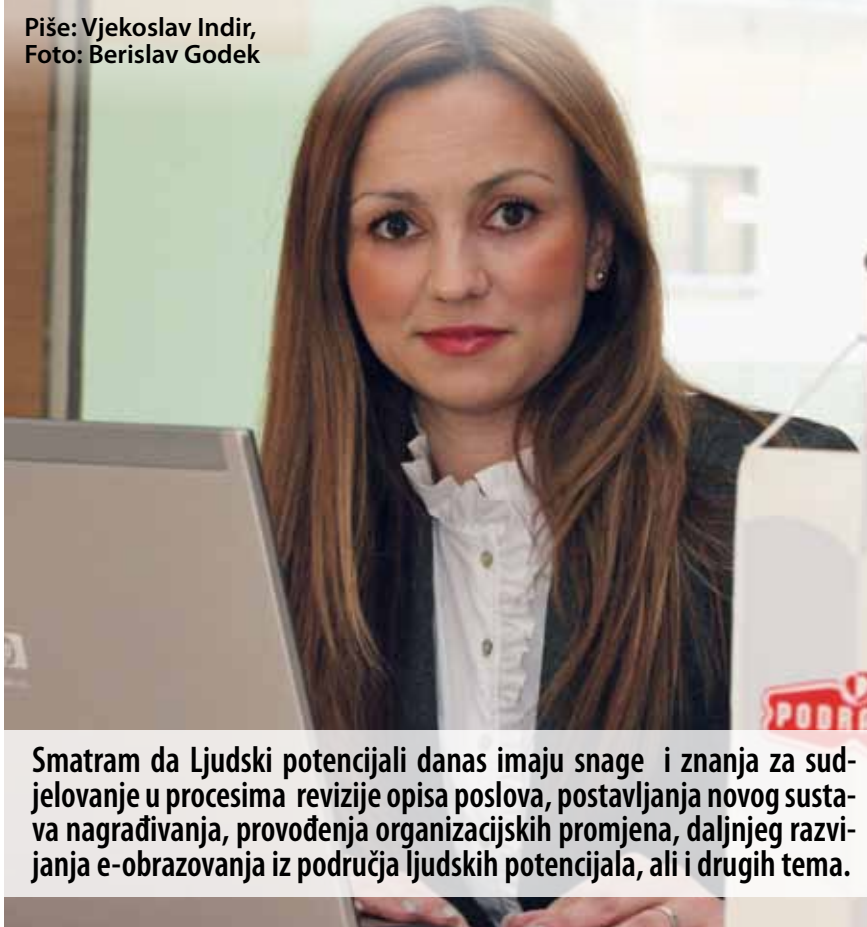 Piše: Vjekoslav Indir,
Foto: Berislav Godek
Smatram da Ljudski potencijali danas imaju snage i znanja za sud-
jelovanje u procesima revizije opisa poslova, postavljanja novog susta-
va nagrađivanja, provođenja organizacijskih promjena, daljnjeg razvi-
janja e-obrazovanja iz područja ljudskih potencijala, ali i drugih tema.